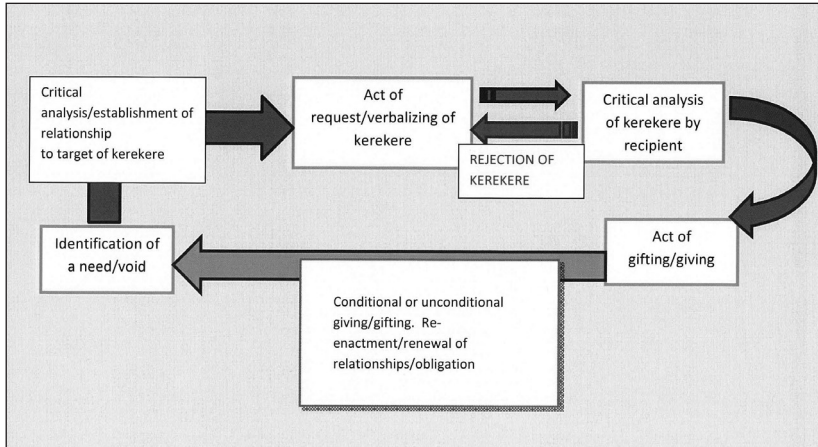 Critical
analysis/establishment of
relationship
to target of kerekere
Act of
request/verbalizing of
kerekere
Critical analysis
of kerekere by
recipient
REJECTION OF
KEREKERE
Act of
gifting/giving
Identification of
a need/void
Conditional or unconditional
giving/gifting. Re-
enactment/renewal of
relationships/obligation